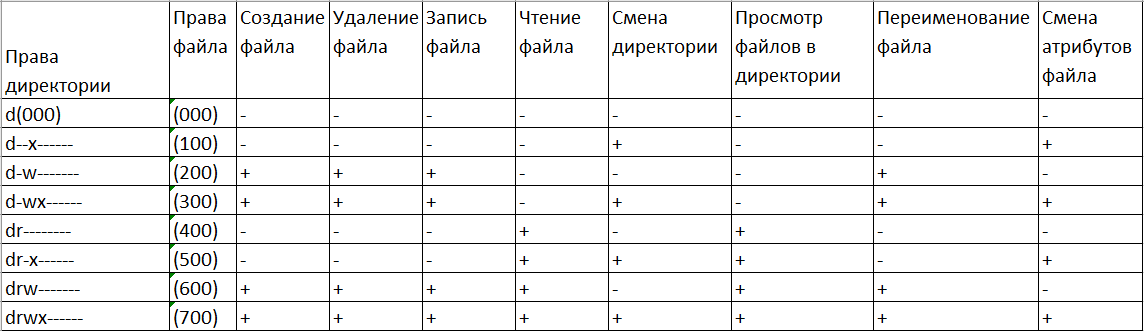 Права директории | Права файла | Создание файла | Удаление файла | Запись файла | Чтение файла | Смена директории | Просмотр файлов в директории | Переименование файла | Смена атрибутов файла
d(000) (000) - - - - - - - -
d--x------ (100) - - - - + - - +
d-w------- (200) + + + - - - + -
d-wx------ (300) + + + - + - + +
dr-------- (400) - - - + - + - -
dr-x------ (500) - - - + + + - +
drw------- (600) + + + + - + + -
drwx------ (700) + + + + + + + +